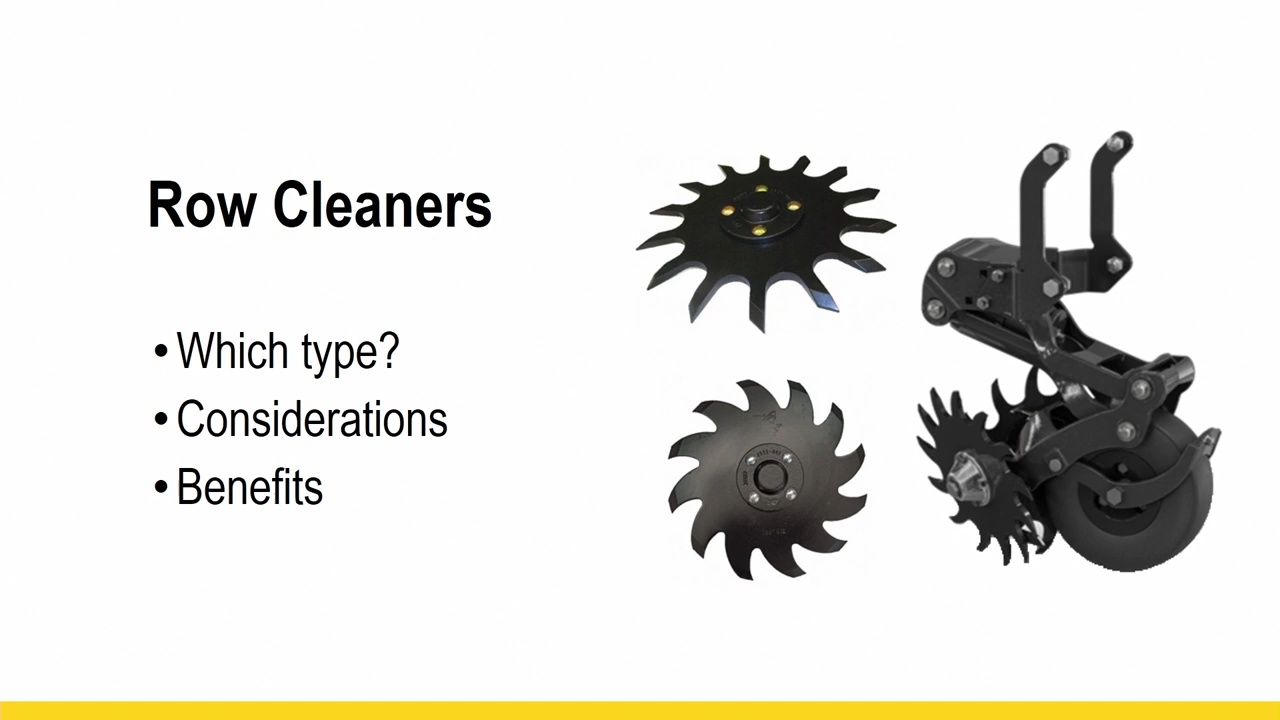 Row Cleaners
• Which type?
• Considerations
• Benefits